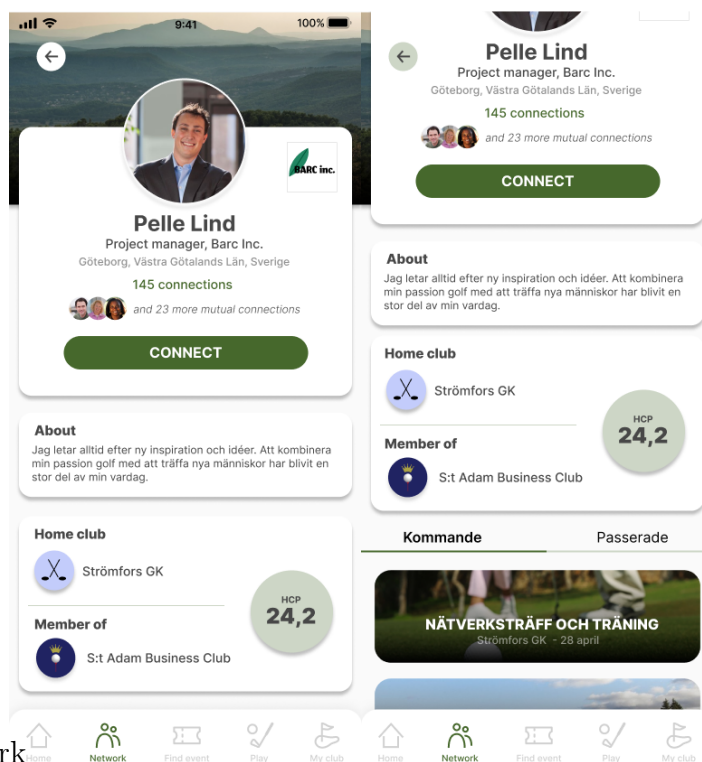 9:41
100%
Pelle Lind
Project manager, Barc Inc.
Göteborg, Västra Götalands Län, Sverige
145 connections
and 23 more mutual connections
CONNECT
BARC inc.
About
Jag letar alltid efter ny inspiration och idéer. Att kombinera
min passion golf med att träffa nya människor har blivit en
stor del av min vardag.
Home club
Strömfors GK
HCP
24,2
Member of
S:t Adam Business Club
Home
Network
Find event
Play
My club
Pelle Lind
Project manager, Barc Inc.
Göteborg, Västra Götalands Län, Sverige
145 connections
and 23 more mutual connections
CONNECT
About
Jag letar alltid efter ny inspiration och idéer. Att kombinera
min passion golf med att träffa nya människor har blivit en
stor del av min vardag.
Home club
Strömfors GK
HCP
24,2
Member of
S:t Adam Business Club
Kommande
Passerade
NÄTVERKSTRÄFF OCH TRÄNING
Strömfors GK - 28 april
Home
Network
Find event
Play
My club
rk